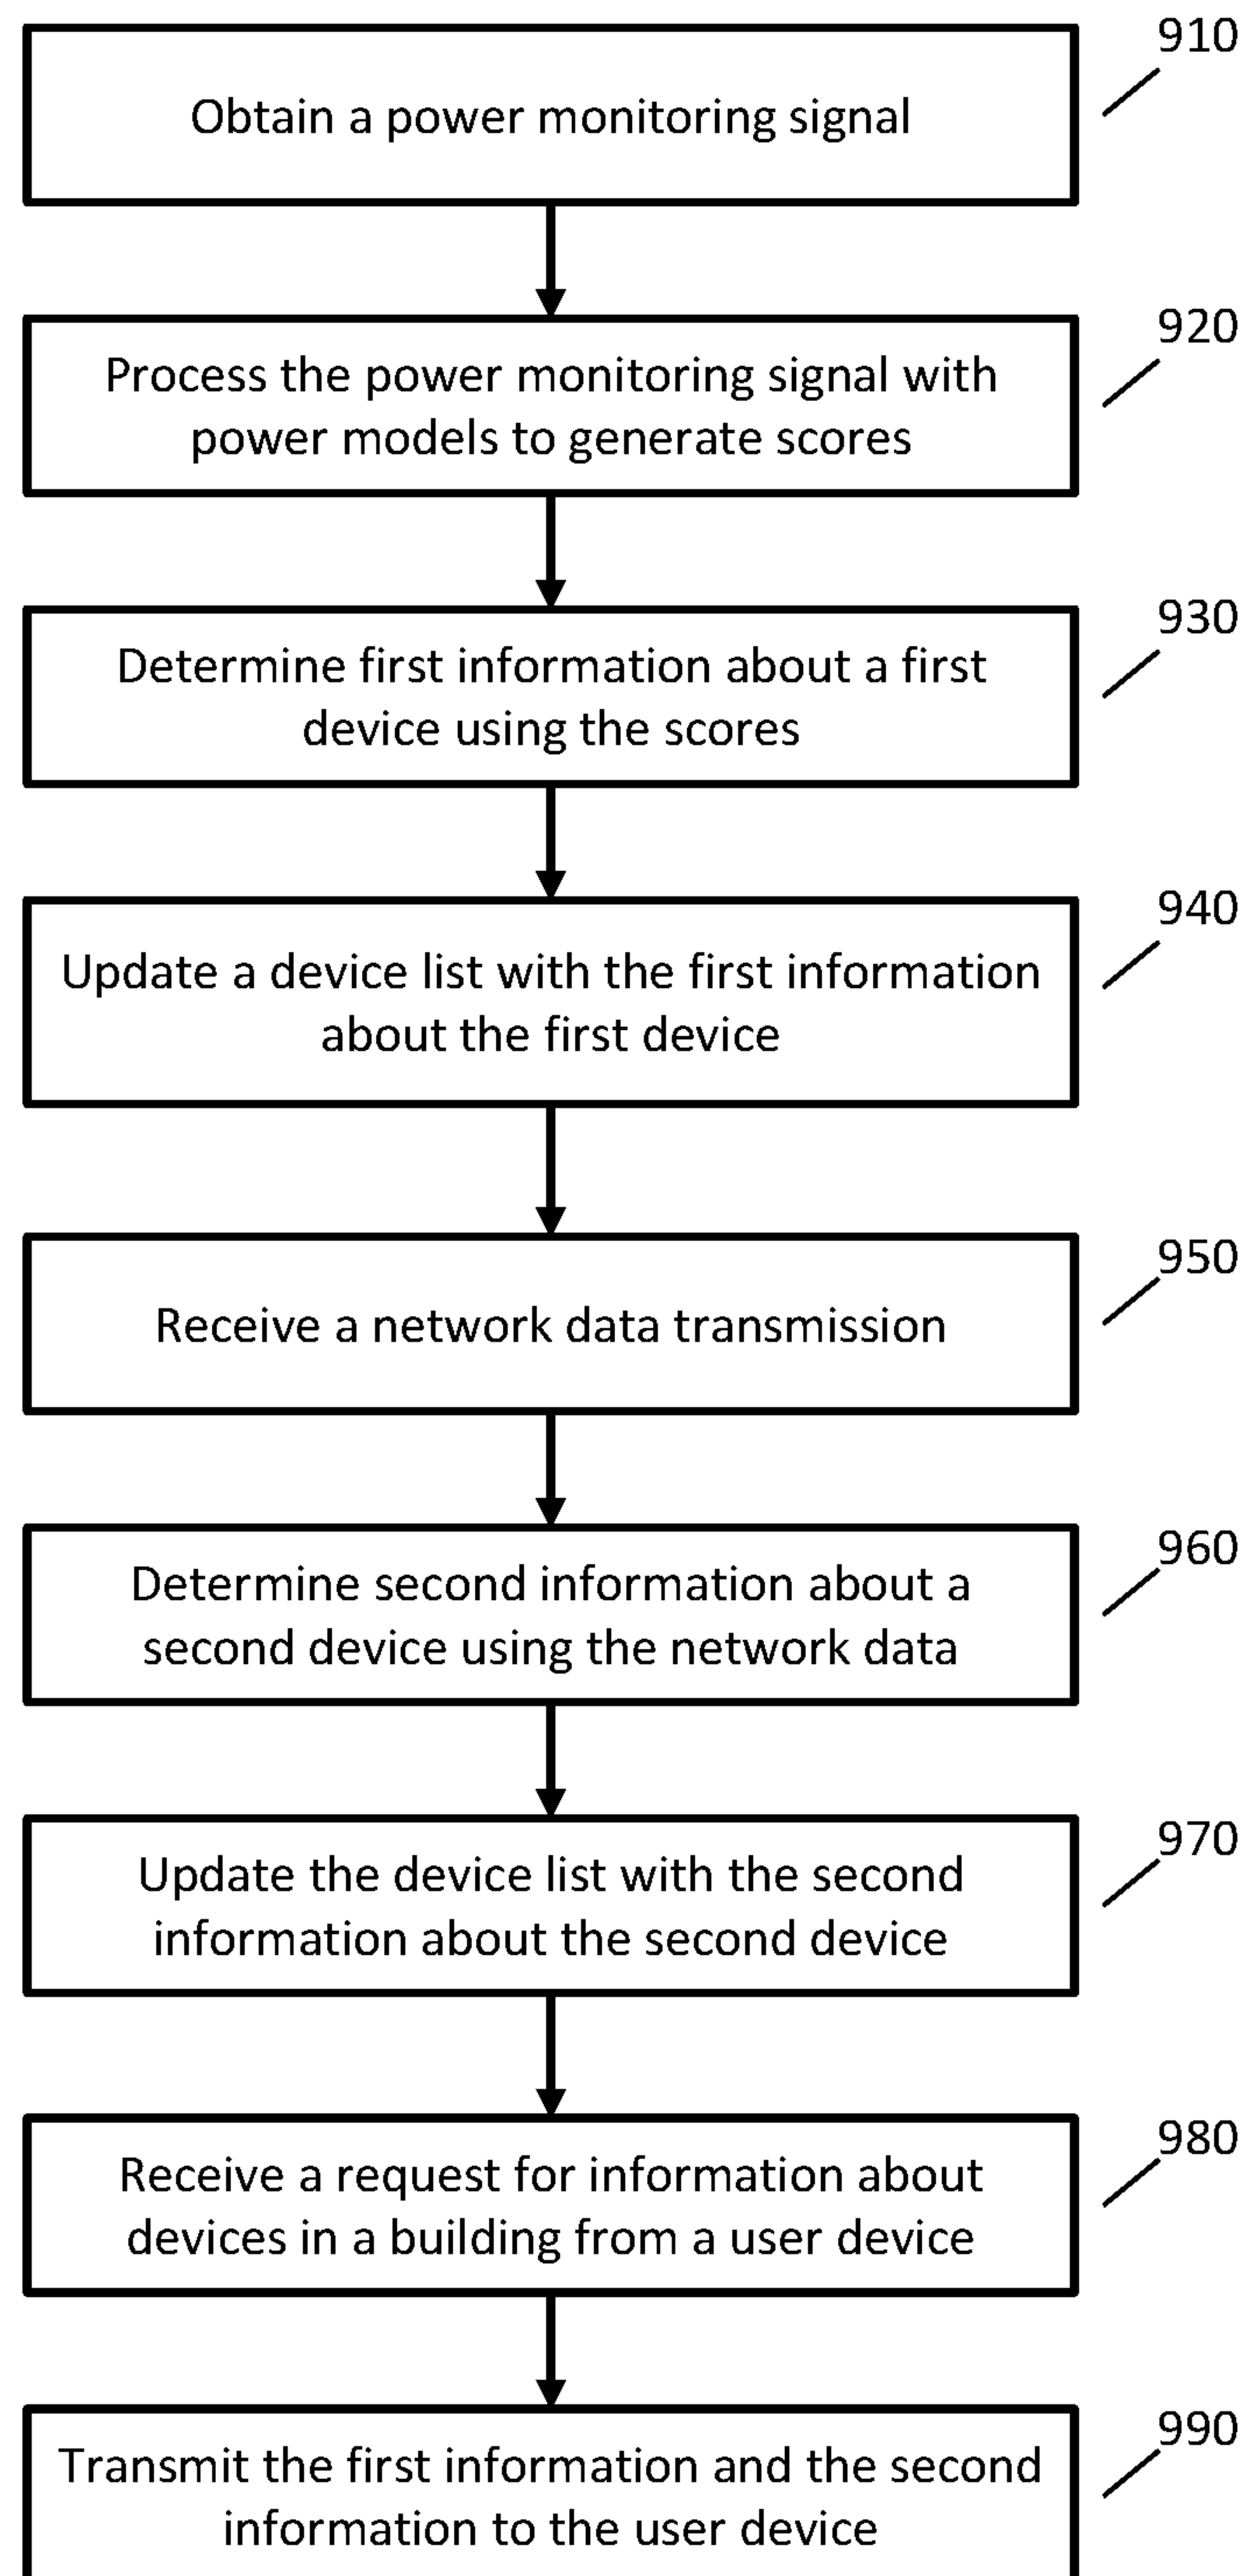 910
Obtain a power monitoring signal
920
Process the power monitoring signal with
power models to generate scores
930
Determine first information about a first
device using the scores
940
Update a device list with the first information
about the first device
950
Receive a network data transmission
960
Determine second information about a
second device using the network data
970
Update the device list with the second
information about the second device
980
Receive a request for information about
devices in a building from a user device
990
Transmit the first information and the second
information to the user device